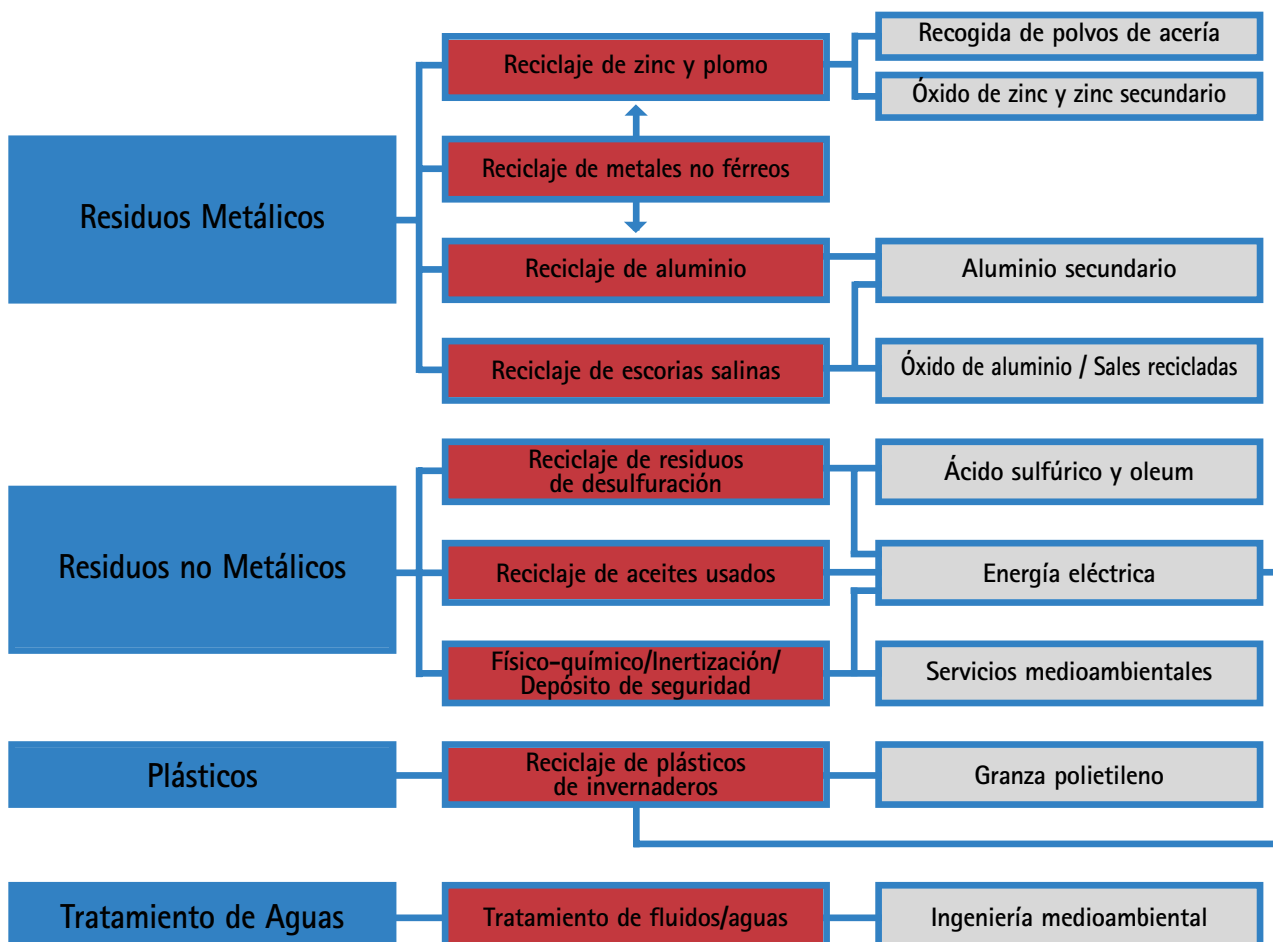 Residuos Metálicos
Reciclaje de zinc y plomo
Recogida de polvos de acería
Óxido de zinc y zinc secundario
Reciclaje de metales no férreos
Reciclaje de aluminio
Aluminio secundario
Reciclaje de escorias salinas
Óxido de aluminio / Sales recicladas
Residuos no Metálicos
Reciclaje de residuos
de desulfuración
Ácido sulfúrico y oleum
Reciclaje de aceites usados
Energía eléctrica
Físico-químico/Inertización/
Depósito de seguridad
Servicios medioambientales
Plásticos
Reciclaje de plásticos
de invernaderos
Granza polietileno
Tratamiento de Aguas
Tratamiento de fluidos/aguas
Ingeniería medioambiental